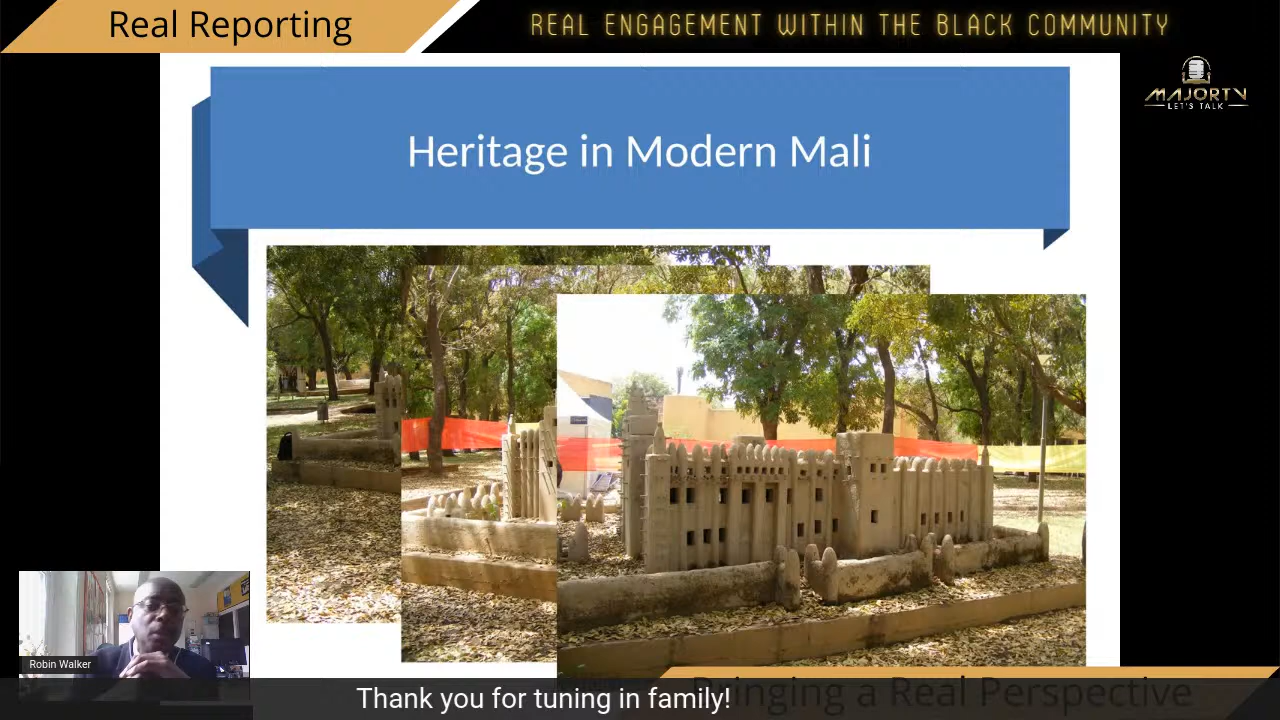 Real Reporting
REAL ENGAGEMENT WITHIN THE BLACK COMMUNITY
MAJORTV
LET'S TALK
Heritage in Modern Mali
Robin Walker
Thank you for tuning in family!
Bringing a Real Perspective